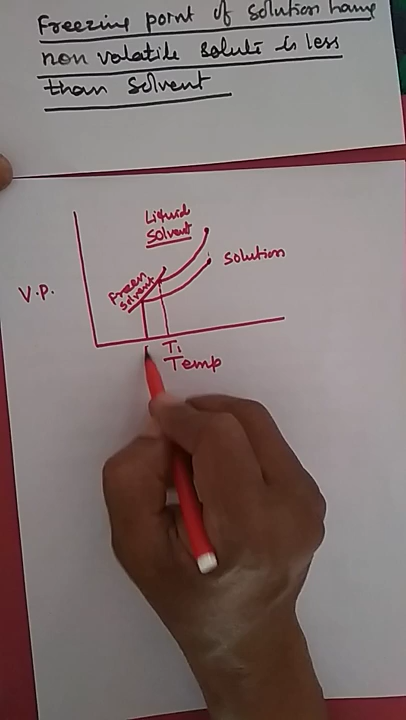 Freezing point of solution having
non volatile solute is less
than solvent
Liquid
solvent
Frozen
solvent
solution
V.P.
T1
Temp